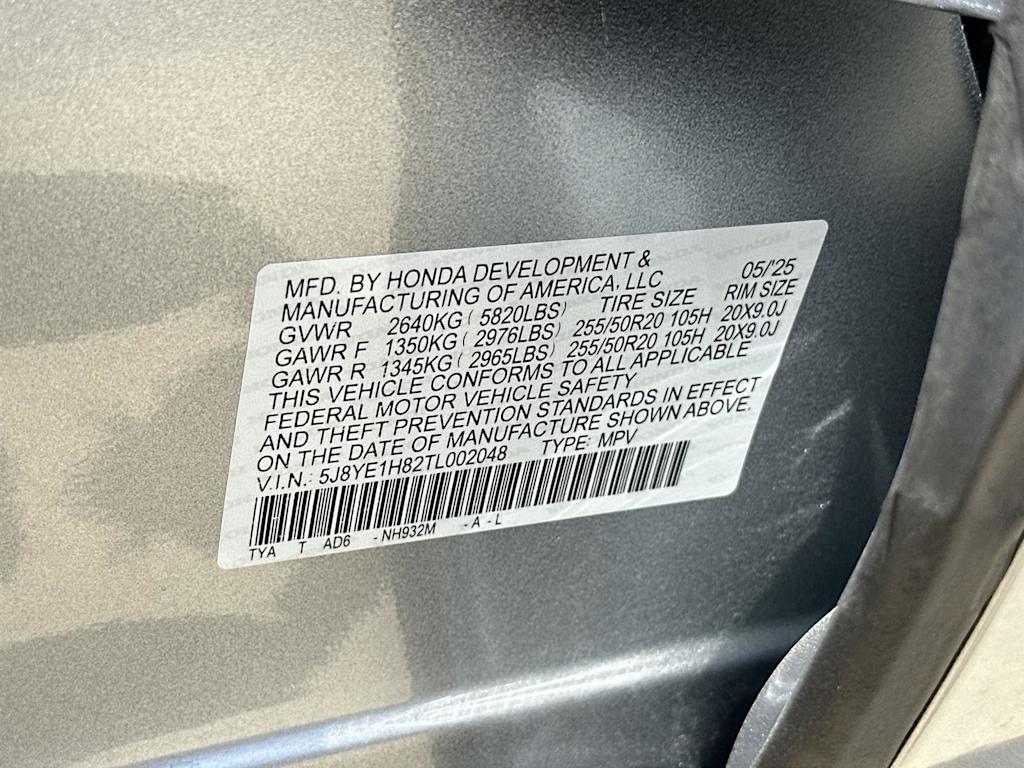 MFD. BY HONDA DEVELOPMENT &
MANUFACTURING OF AMERICA, LLC 05/'25
GVWR 2640KG ( 5820LBS) TIRE SIZE RIM SIZE
GAWR F 1350KG ( 2976LBS) 255/50R20 105H 20X9.0J
GAWR R 1345KG ( 2965LBS) 255/50R20 105H 20X9.0J
THIS VEHICLE CONFORMS TO ALL APPLICABLE
FEDERAL MOTOR VEHICLE SAFETY
AND THEFT PREVENTION STANDARDS IN EFFECT
ON THE DATE OF MANUFACTURE SHOWN ABOVE.
V.I.N.: 5J8YE1H82TL002048 TYPE: MPV
TYA T AD6 - NH932M - A - L